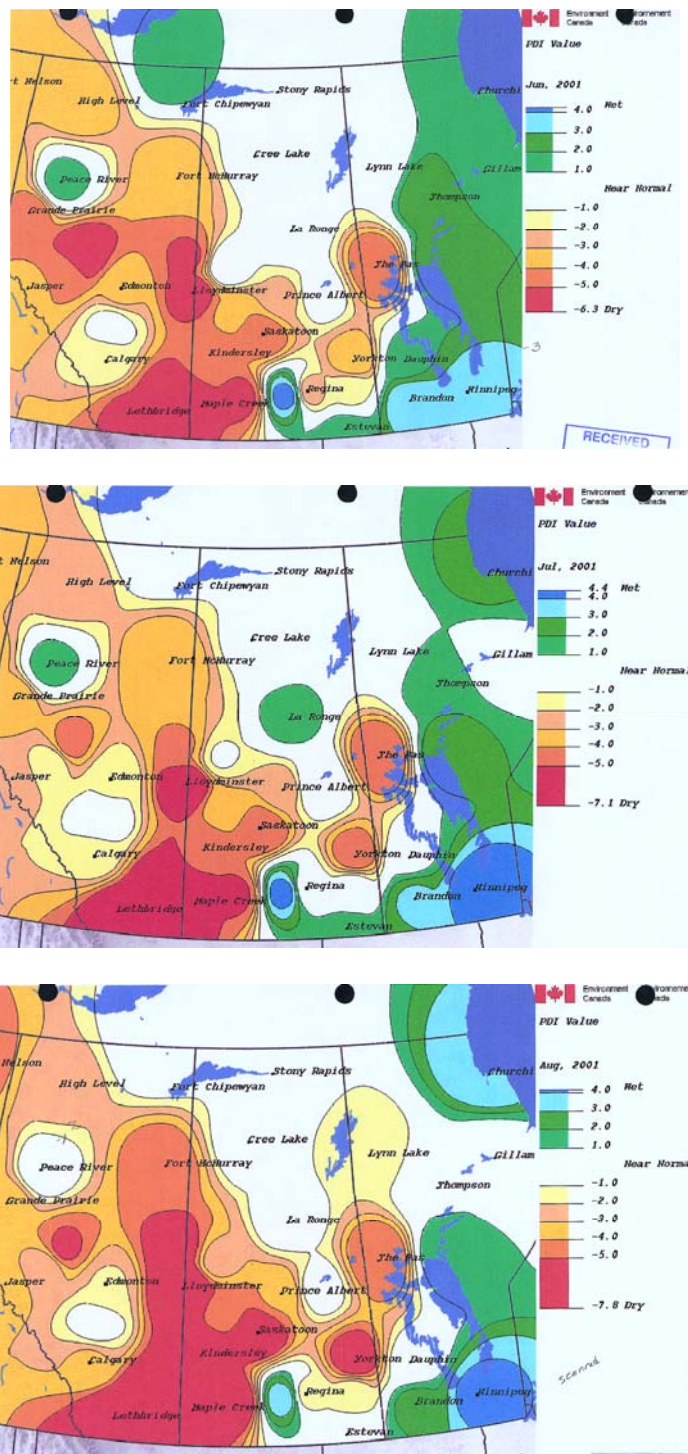 Environment Canada
Environnement Canada
PDI Value
Jun, 2001
4.0 Wet
3.0
2.0
1.0
Near Normal
-1.0
-2.0
-3.0
-4.0
-5.0
-6.3 Dry
3
RECEIVED
rt Nelson
High Level
Fort Chipewyan
Stony Rapids
Churchi
Cree Lake
Lynn Lake
Gillam
Peace River
Fort McMurray
Thompson
Grande Prairie
La Ronge
The Pas
Jasper
Edmonton
Lloydminster
Prince Albert
Saskatoon
Calgary
Kindersley
Yorkton
Dauphin
Lethbridge
Maple Creek
Regina
Brandon
Winnipeg
Estevan
Environment Canada
PDI Value
Jul, 2001
4.4 Wet
4.0
3.0
2.0
1.0
Near Normal
-1.0
-2.0
-3.0
-4.0
-5.0
-7.1 Dry
t Nelson
High Level
Fort Chipewyan
Stony Rapids
Churchi
Cree Lake
Lynn Lake
Gillam
Peace River
Fort McMurray
Thompson
Grande Prairie
La Ronge
The Pas
Jasper
Edmonton
Lloydminster
Prince Albert
Saskatoon
Calgary
Kindersley
Yorkton
Dauphin
Lethbridge
Maple Creek
Regina
Brandon
Winnipeg
Estevan
Environment Canada
PDI Value
Aug, 2001
4.0 Wet
3.0
2.0
1.0
Near Normal
-1.0
-2.0
-3.0
-4.0
-5.0
-7.8 Dry
scanned
Nelson
High Level
Fort Chipewyan
Stony Rapids
Churchi
Cree Lake
Lynn Lake
Gillam
Peace River
Fort McMurray
Thompson
Grande Prairie
La Ronge
The Pas
Jasper
Edmonton
Lloydminster
Prince Albert
Saskatoon
Calgary
Kindersley
Yorkton
Dauphin
Lethbridge
Maple Creek
Regina
Brandon
Winnipeg
Estevan